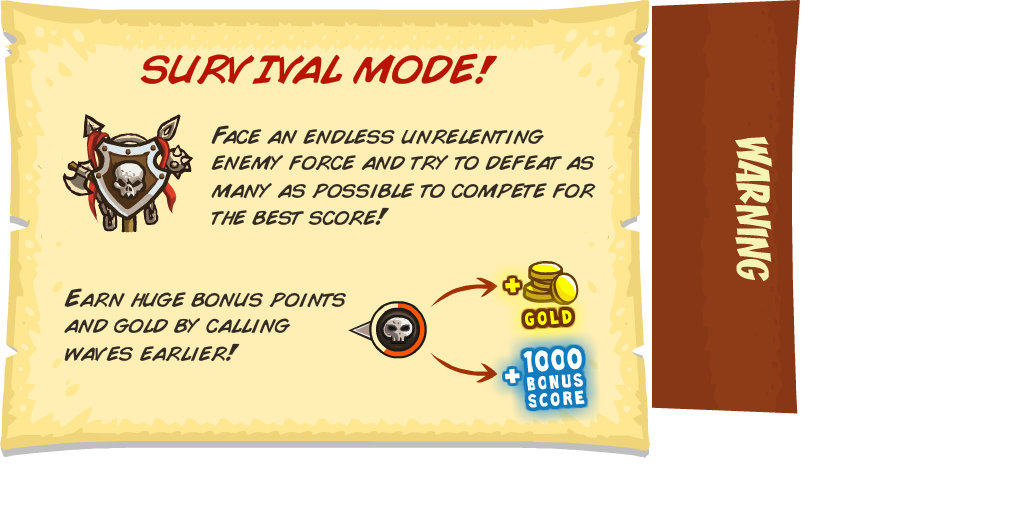 SURVIVAL MODE!
FACE AN ENDLESS UNRELENTING
ENEMY FORCE AND TRY TO DEFEAT AS
MANY AS POSSIBLE TO COMPETE FOR
THE BEST SCORE!
EARN HUGE BONUS POINTS
AND GOLD BY CALLING
WAVES EARLIER!
+
GOLD
+1000
BONUS
SCORE
WARNING